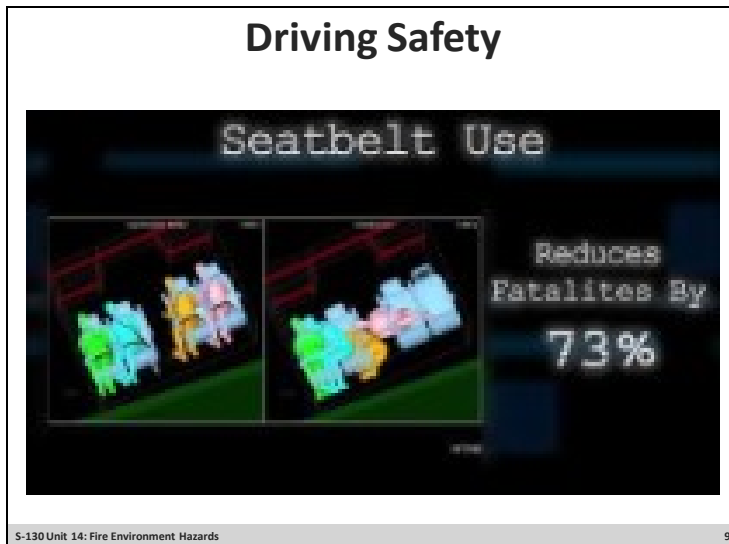 Driving Safety
Seatbelt Use
Reduces
Fatalites By
73%
S-130 Unit 14: Fire Environment Hazards
9